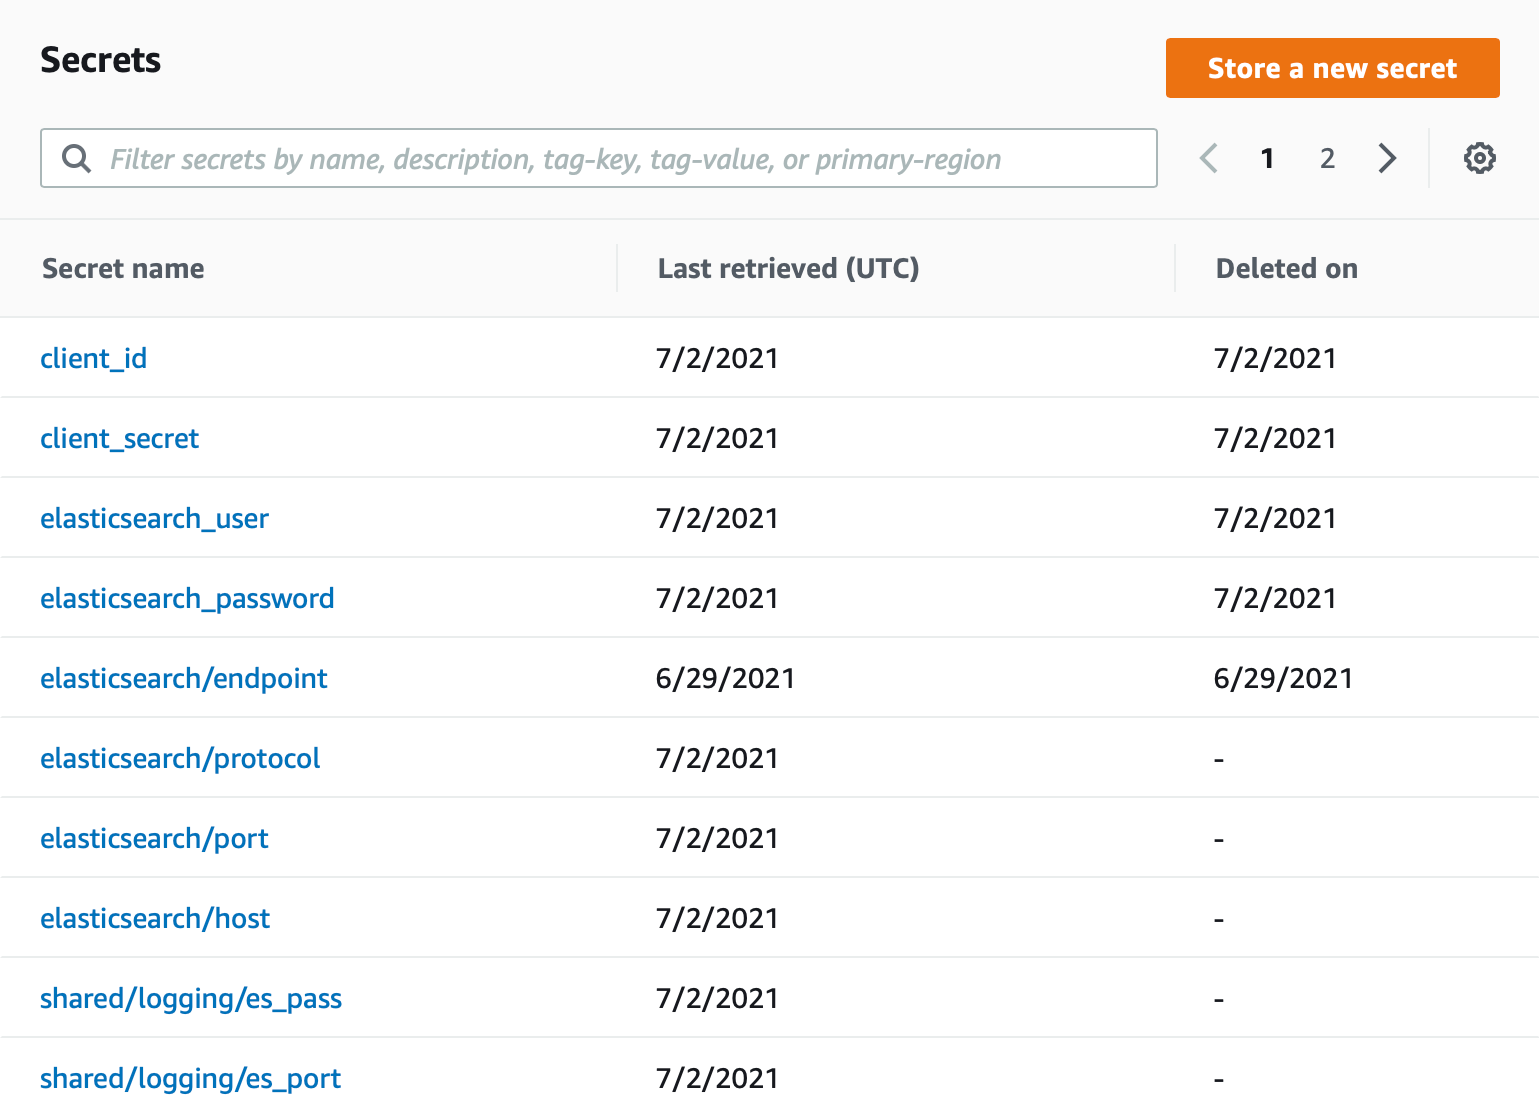 Secrets
Store a new secret
Filter secrets by name, description, tag-key, tag-value, or primary-region
1 2
Secret name Last retrieved (UTC) Deleted on
client_id 7/2/2021 7/2/2021
client_secret 7/2/2021 7/2/2021
elasticsearch_user 7/2/2021 7/2/2021
elasticsearch_password 7/2/2021 7/2/2021
elasticsearch/endpoint 6/29/2021 6/29/2021
elasticsearch/protocol 7/2/2021 -
elasticsearch/port 7/2/2021 -
elasticsearch/host 7/2/2021 -
shared/logging/es_pass 7/2/2021 -
shared/logging/es_port 7/2/2021 -